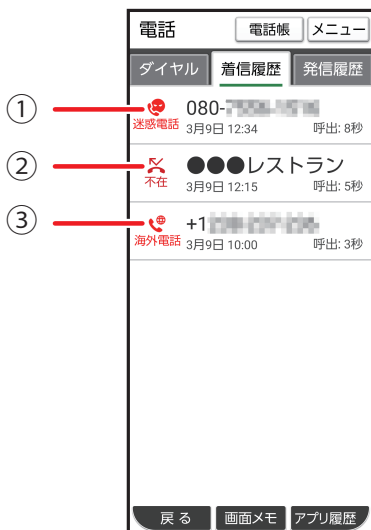 電話 電話帳 メニュー
ダイヤル 着信履歴 発信履歴
① 080-
迷惑電話 3月9日 12:34 呼出: 8秒
② ●●●レストラン
不在 3月9日 12:15 呼出: 5秒
③ +1
海外電話 3月9日 10:00 呼出: 3秒
戻る 画面メモ アプリ履歴